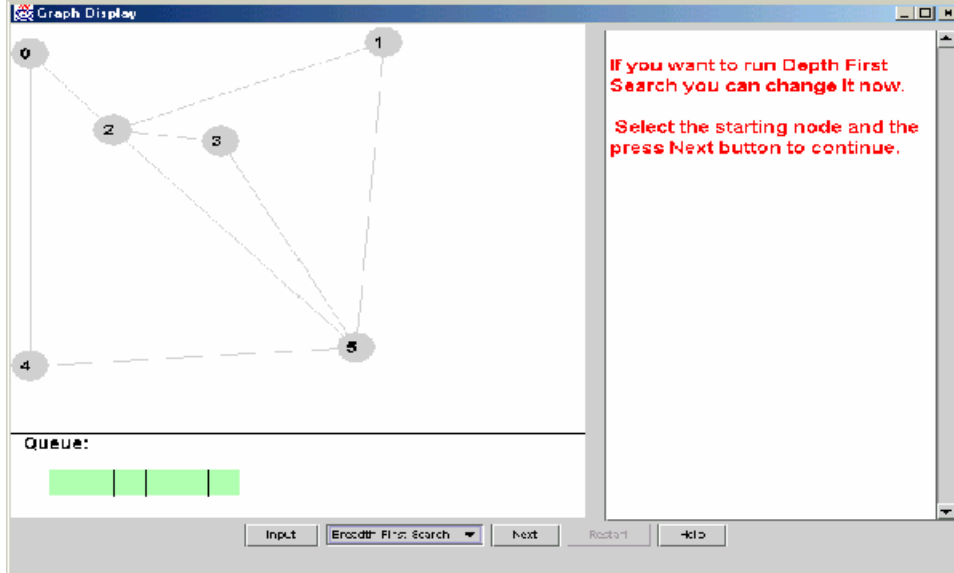 Graph Display
0
1
2
3
4
5
If you want to run Depth First
Search you can change it now.
Select the starting node and the
press Next button to continue.
Queue:
Input
Breadth First Search
Next
Restart
Help